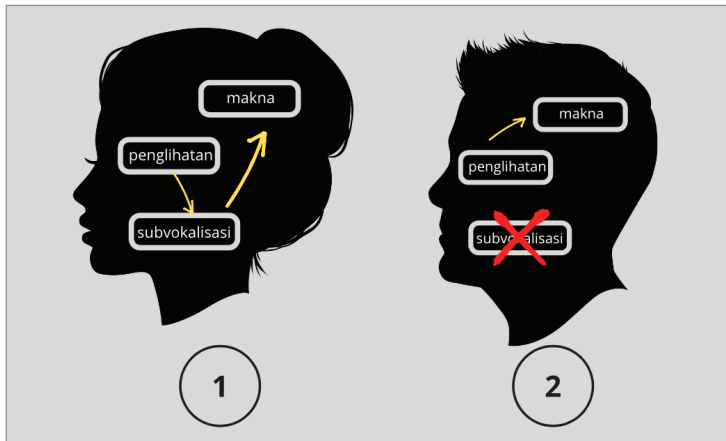 makna
penglihatan
subvokalisasi
1
makna
penglihatan
subvokalisasi
2